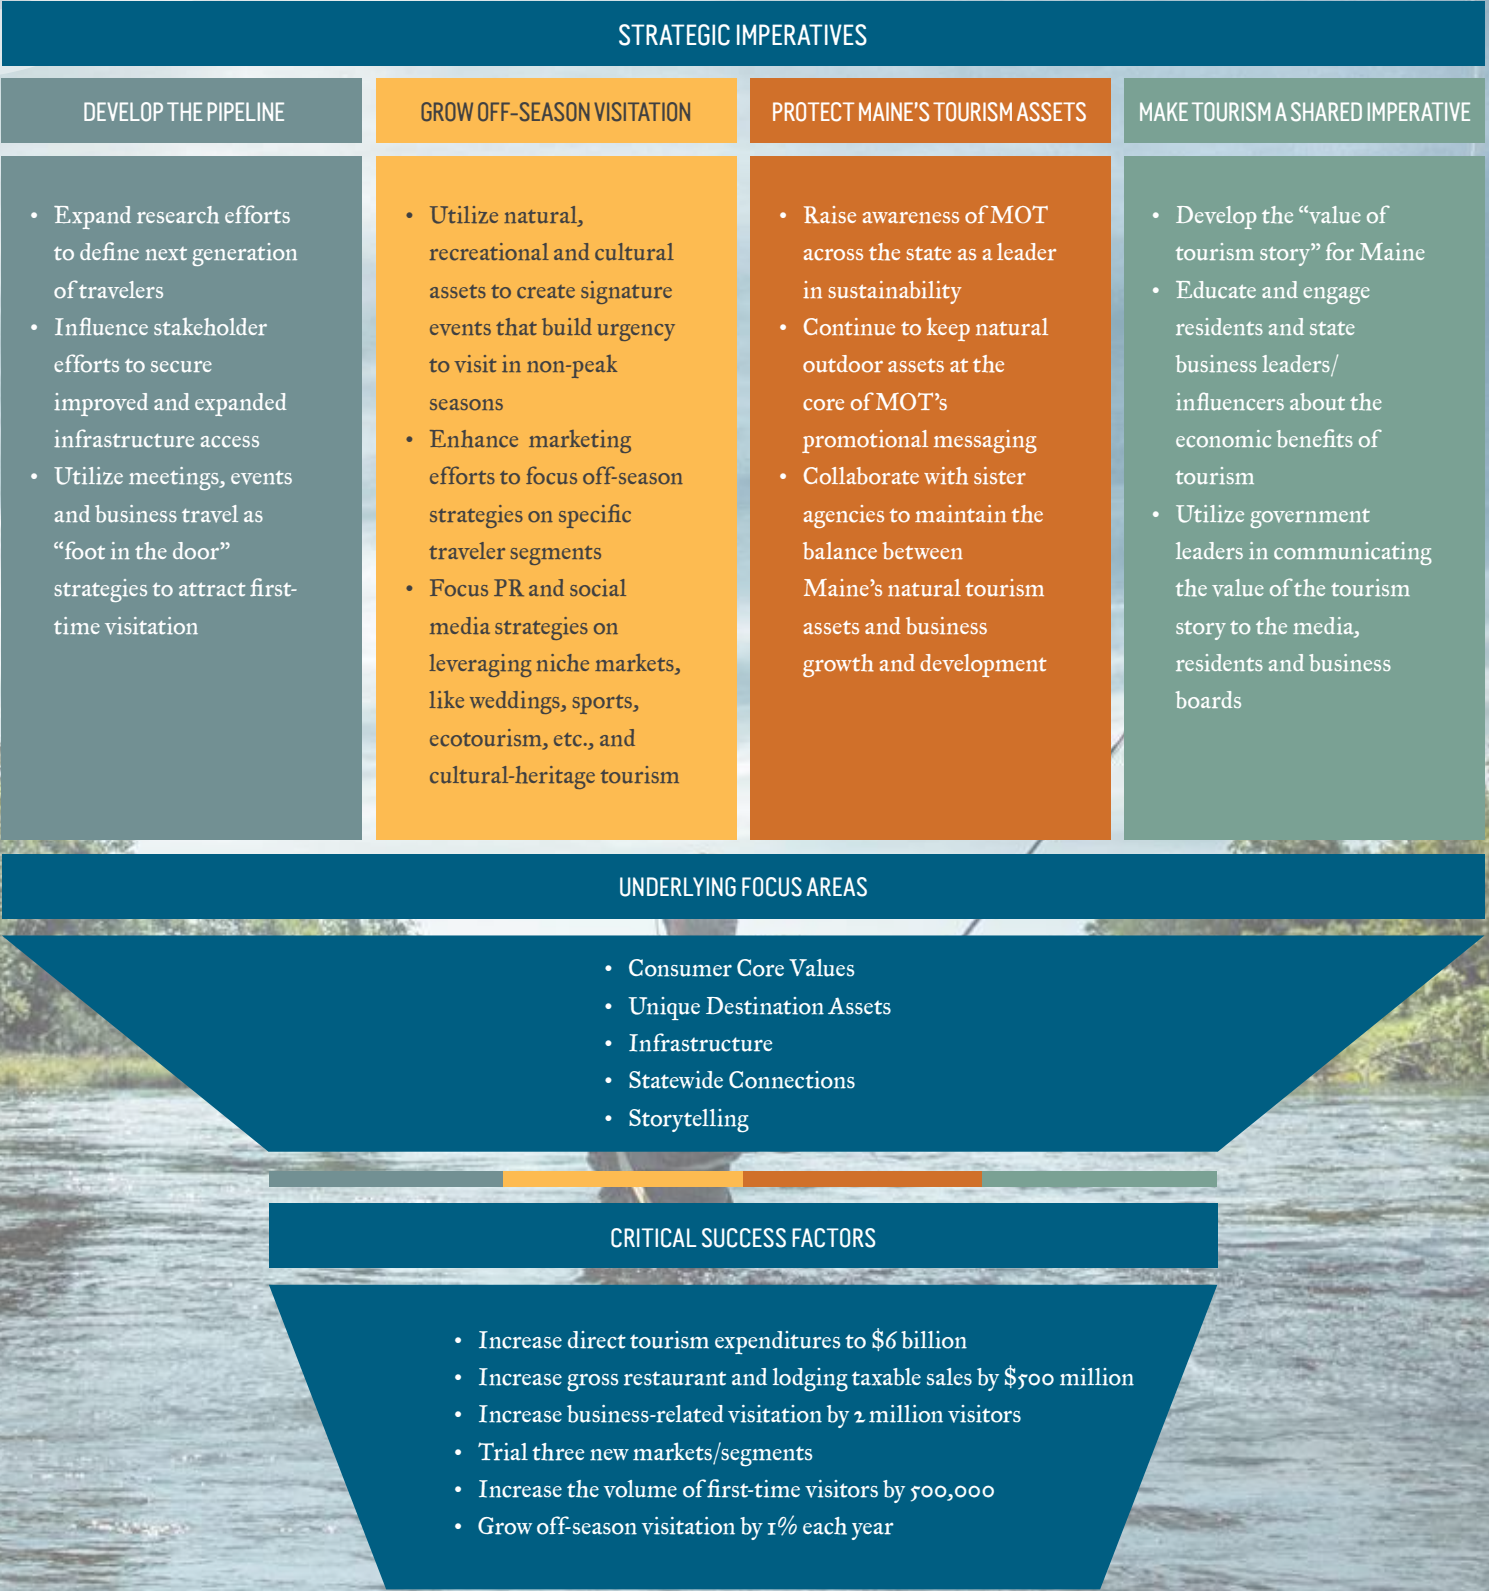 STRATEGIC IMPERATIVES
DEVELOP THE PIPELINE
• Expand research efforts
to define next generation
of travelers
• Influence stakeholder
efforts to secure
improved and expanded
infrastructure access
• Utilize meetings, events
and business travel as
“foot in the door”
strategies to attract first-
time visitation
GROW OFF-SEASON VISITATION
• Utilize natural,
recreational and cultural
assets to create signature
events that build urgency
to visit in non-peak
seasons
• Enhance marketing
efforts to focus off-season
strategies on specific
traveler segments
• Focus PR and social
media strategies on
leveraging niche markets,
like weddings, sports,
ecotourism, etc., and
cultural-heritage tourism
PROTECT MAINE’S TOURISM ASSETS
• Raise awareness of MOT
across the state as a leader
in sustainability
• Continue to keep natural
outdoor assets at the
core of MOT’s
promotional messaging
• Collaborate with sister
agencies to maintain the
balance between
Maine’s natural tourism
assets and business
growth and development
MAKE TOURISM A SHARED IMPERATIVE
• Develop the “value of
tourism story” for Maine
• Educate and engage
residents and state
business leaders/
influencers about the
economic benefits of
tourism
• Utilize government
leaders in communicating
the value of the tourism
story to the media,
residents and business
boards
UNDERLYING FOCUS AREAS
• Consumer Core Values
• Unique Destination Assets
• Infrastructure
• Statewide Connections
• Storytelling
CRITICAL SUCCESS FACTORS
• Increase direct tourism expenditures to $6 billion
• Increase gross restaurant and lodging taxable sales by $500 million
• Increase business-related visitation by 2 million visitors
• Trial three new markets/segments
• Increase the volume of first-time visitors by 500,000
• Grow off-season visitation by 1% each year